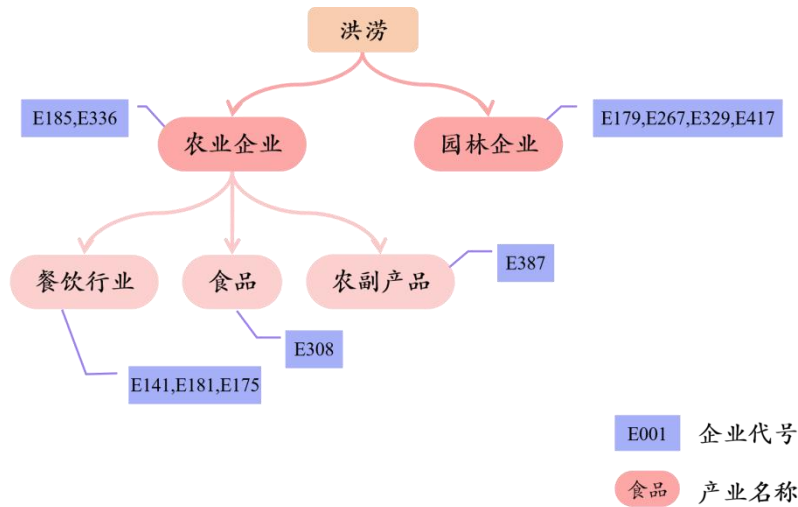 洪涝
E185,E336
农业企业
园林企业
E179,E267,E329,E417
餐饮行业
食品
农副产品
E387
E308
E141,E181,E175
E001
企业代号
食品
产业名称